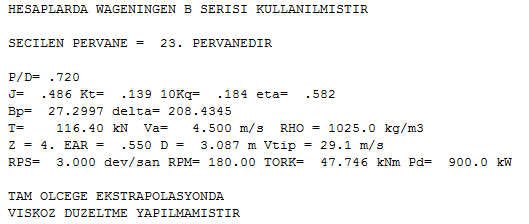 HESAPLARDA WAGENINGEN B SERISI KULLANILMISTIR
SECILEN PERVANE = 23. PERVANEDIR
P/D= .720
J= .486 Kt= .139 10Kq= .184 eta= .582
Bp= 27.2997 delta= 208.4345
T= 116.40 kN Va= 4.500 m/s RHO = 1025.0 kg/m3
Z = 4. EAR = .550 D = 3.087 m Vtip = 29.1 m/s
RPS= 3.000 dev/san RPM= 180.00 TORK= 47.746 kNm Pd= 900.0 kW
TAM OLCEGE EKSTRAPOLASYONDA
VISKOZ DUZELTME YAPILMAMISTIR